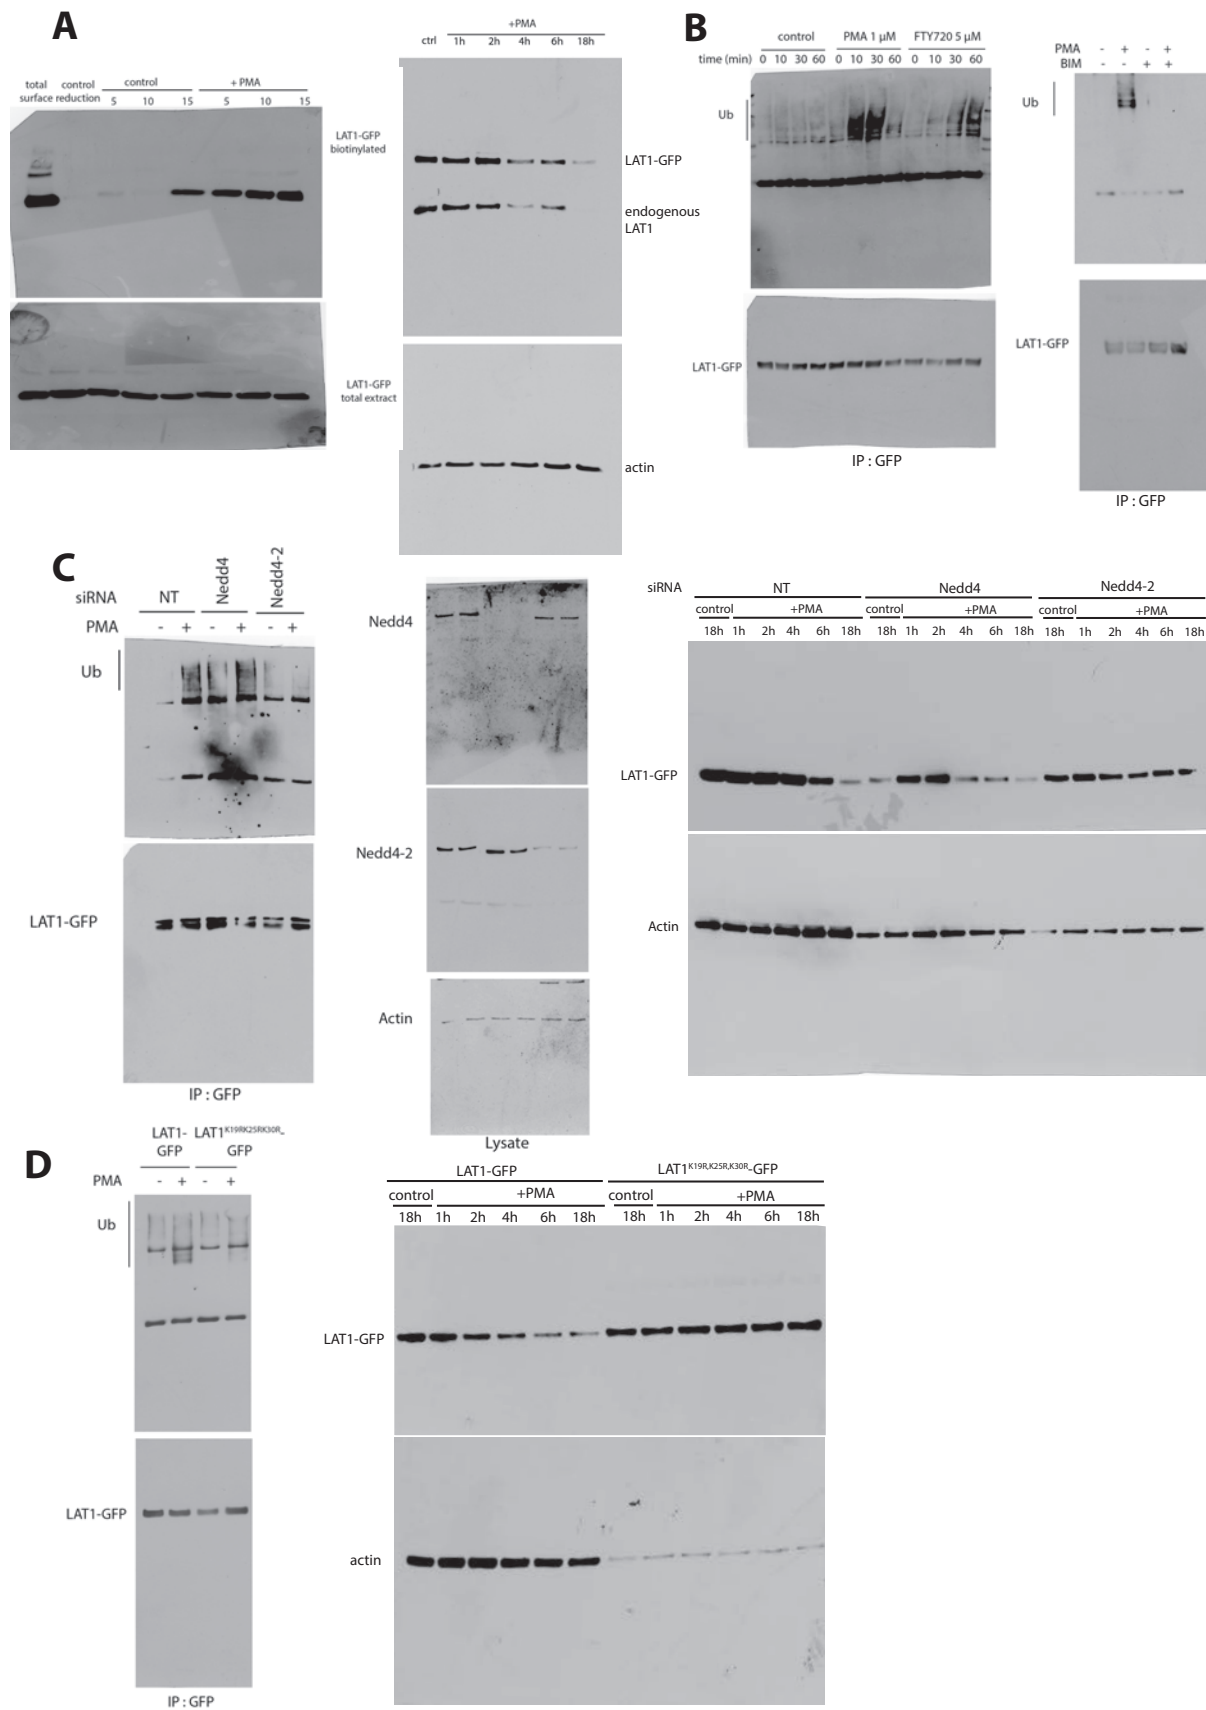 A
+PMA
ctrl 1h 2h 4h 6h 18h
total control control + PMA
surface reduction 5 10 15 5 10 15
LAT1-GFP
biotinylated
LAT1-GFP
endogenous
LAT1
LAT1-GFP
total extract
actin
B
control PMA 1 µM FTY720 5 µM
time (min) 0 10 30 60 0 10 30 60 0 10 30 60
Ub
LAT1-GFP
IP : GFP
PMA - + - +
BIM - - + +
Ub
LAT1-GFP
IP : GFP
C
siRNA NT Nedd4 Nedd4-2
PMA - + - + - +
Ub
LAT1-GFP
IP : GFP
Nedd4
Nedd4-2
Actin
Lysate
siRNA NT Nedd4 Nedd4-2
control +PMA control +PMA control +PMA
18h 1h 2h 4h 6h 18h 18h 1h 2h 4h 6h 18h 18h 1h 2h 4h 6h 18h
LAT1-GFP
Actin
D
LAT1- LAT1K19RK25RK30R-
GFP GFP
PMA - + - +
Ub
LAT1-GFP
IP : GFP
LAT1-GFP LAT1K19R,K25R,K30R-GFP
control +PMA control +PMA
18h 1h 2h 4h 6h 18h 18h 1h 2h 4h 6h 18h
LAT1-GFP
actin